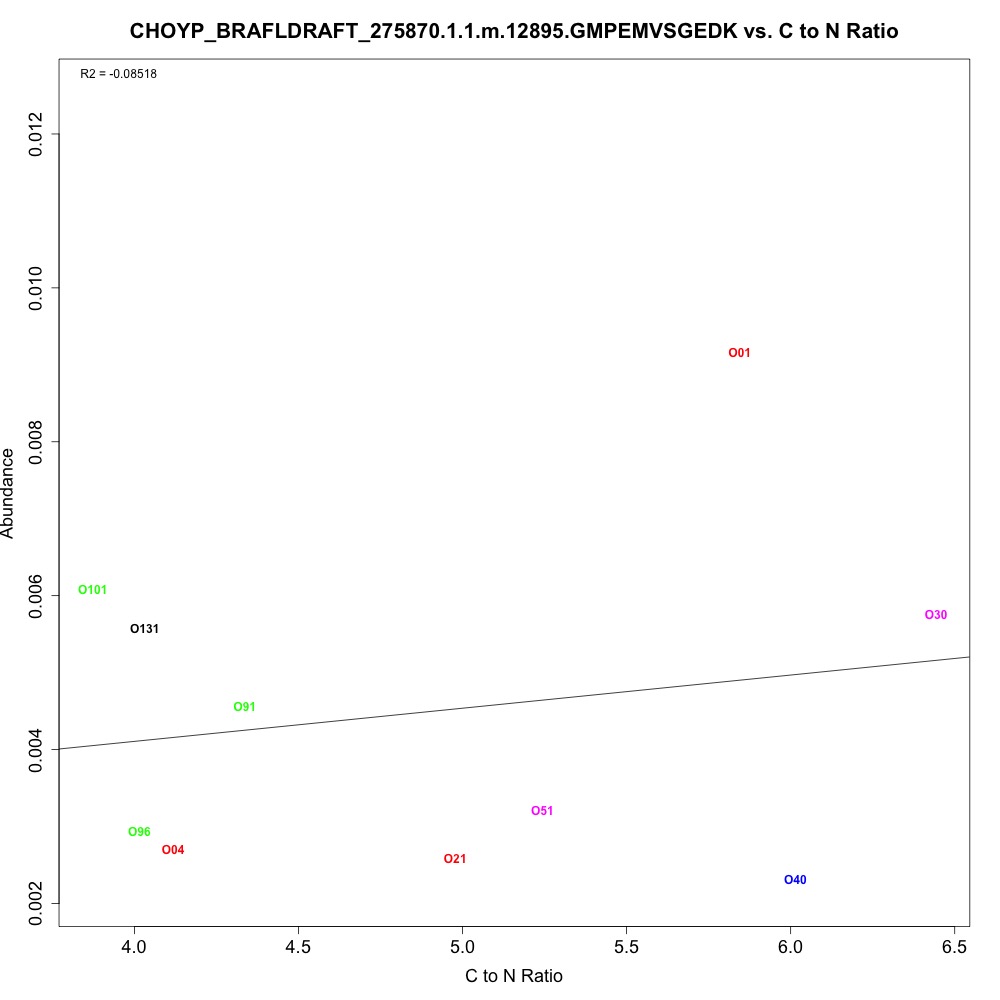 CHOYP_BRAFLDRAFT_275870.1.1.m.12895.GMPEMVSGEDK vs. C to N Ratio
R2 = -0.08518
0.012
0.010
O01
0.008
Abundance
O101
0.006
O30
O131
O91
0.004
O51
O96
O04
O21
O40
0.002
4.0 4.5 5.0 5.5 6.0 6.5
C to N Ratio